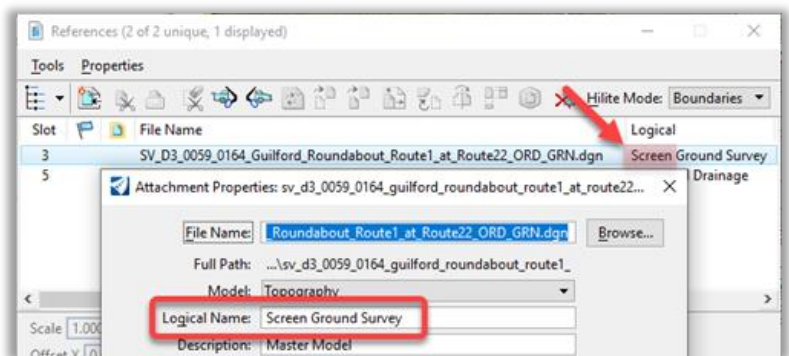 References (2 of 2 unique, 1 displayed)
Tools Properties
Hilite Mode: Boundaries
Slot File Name Logical
3 SV_D3_0059_0164_Guilford_Roundabout_Route1_at_Route22_ORD_GRN.dgn Screen Ground Survey
5 Drainage
Attachment Properties: sv_d3_0059_0164_guilford_roundabout_route1_at_route22...
File Name: _Roundabout_Route1_at_Route22_ORD_GRN.dgn Browse...
Full Path: ...\sv_d3_0059_0164_guilford_roundabout_route1_
Model: Topography
Logical Name: Screen Ground Survey
Scale 1.000
Description: Master Model
Offset X